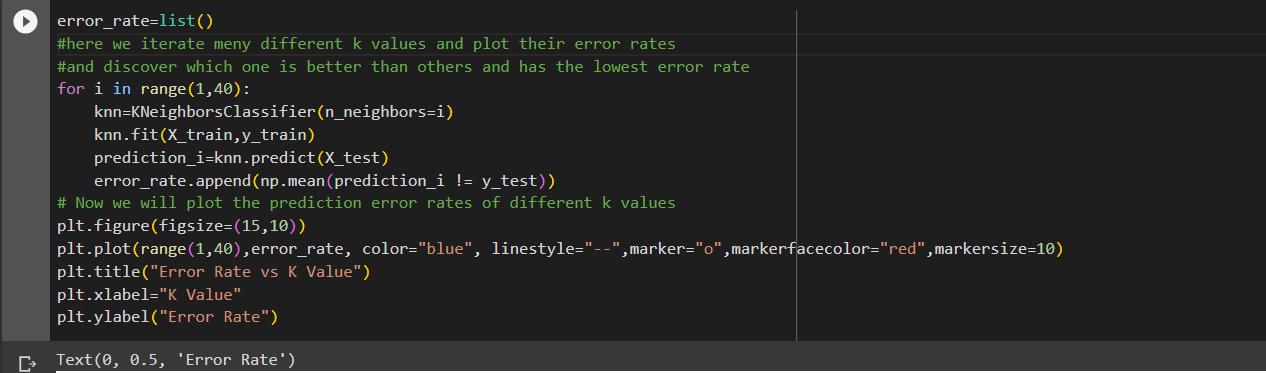 error_rate=list()
#here we iterate meny different k values and plot their error rates
#and discover which one is better than others and has the lowest error rate
for i in range(1,40):
    knn=KNeighborsClassifier(n_neighbors=i)
    knn.fit(X_train,y_train)
    prediction_i=knn.predict(X_test)
    error_rate.append(np.mean(prediction_i != y_test))
# Now we will plot the prediction error rates of different k values
plt.figure(figsize=(15,10))
plt.plot(range(1,40),error_rate, color="blue", linestyle="--",marker="o",markerfacecolor="red",markersize=10)
plt.title("Error Rate vs K Value")
plt.xlabel="K Value"
plt.ylabel("Error Rate")
Text(0, 0.5, 'Error Rate')